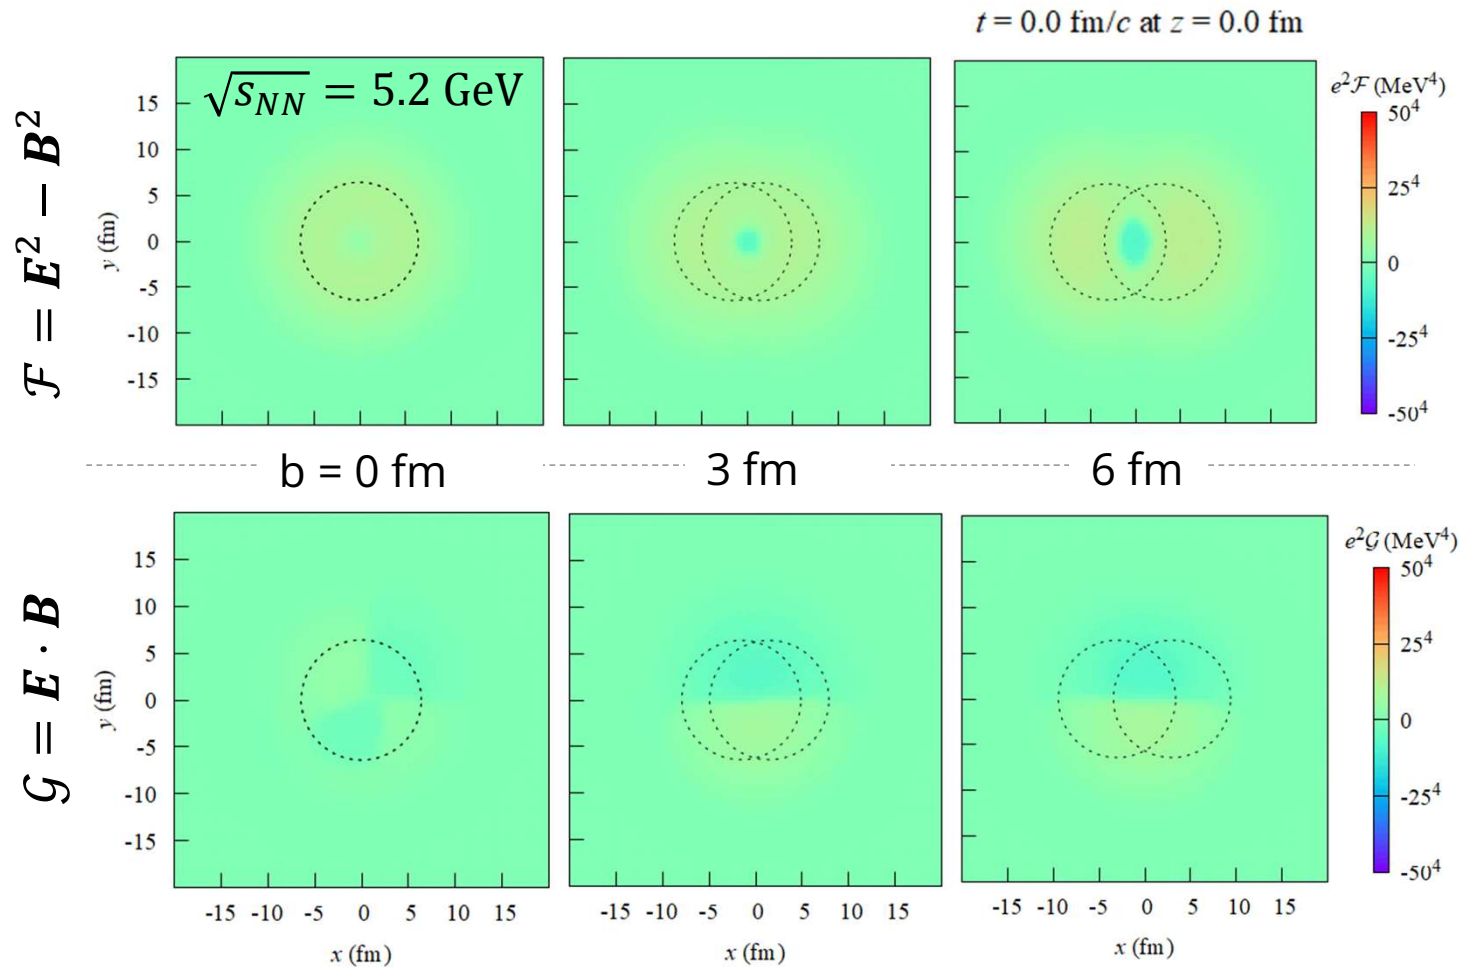 t = 0.0 fm/c at z = 0.0 fm
ℱ = E² − B²
√s_NN = 5.2 GeV
y (fm)
15
10
5
0
-5
-10
-15
e²ℱ (MeV⁴)
50⁴
25⁴
0
-25⁴
-50⁴
b = 0 fm
3 fm
6 fm
𝒢 = E · B
y (fm)
15
10
5
0
-5
-10
-15
e²𝒢 (MeV⁴)
50⁴
25⁴
0
-25⁴
-50⁴
-15 -10 -5 0 5 10 15
-15 -10 -5 0 5 10 15
-15 -10 -5 0 5 10 15
x (fm)
x (fm)
x (fm)